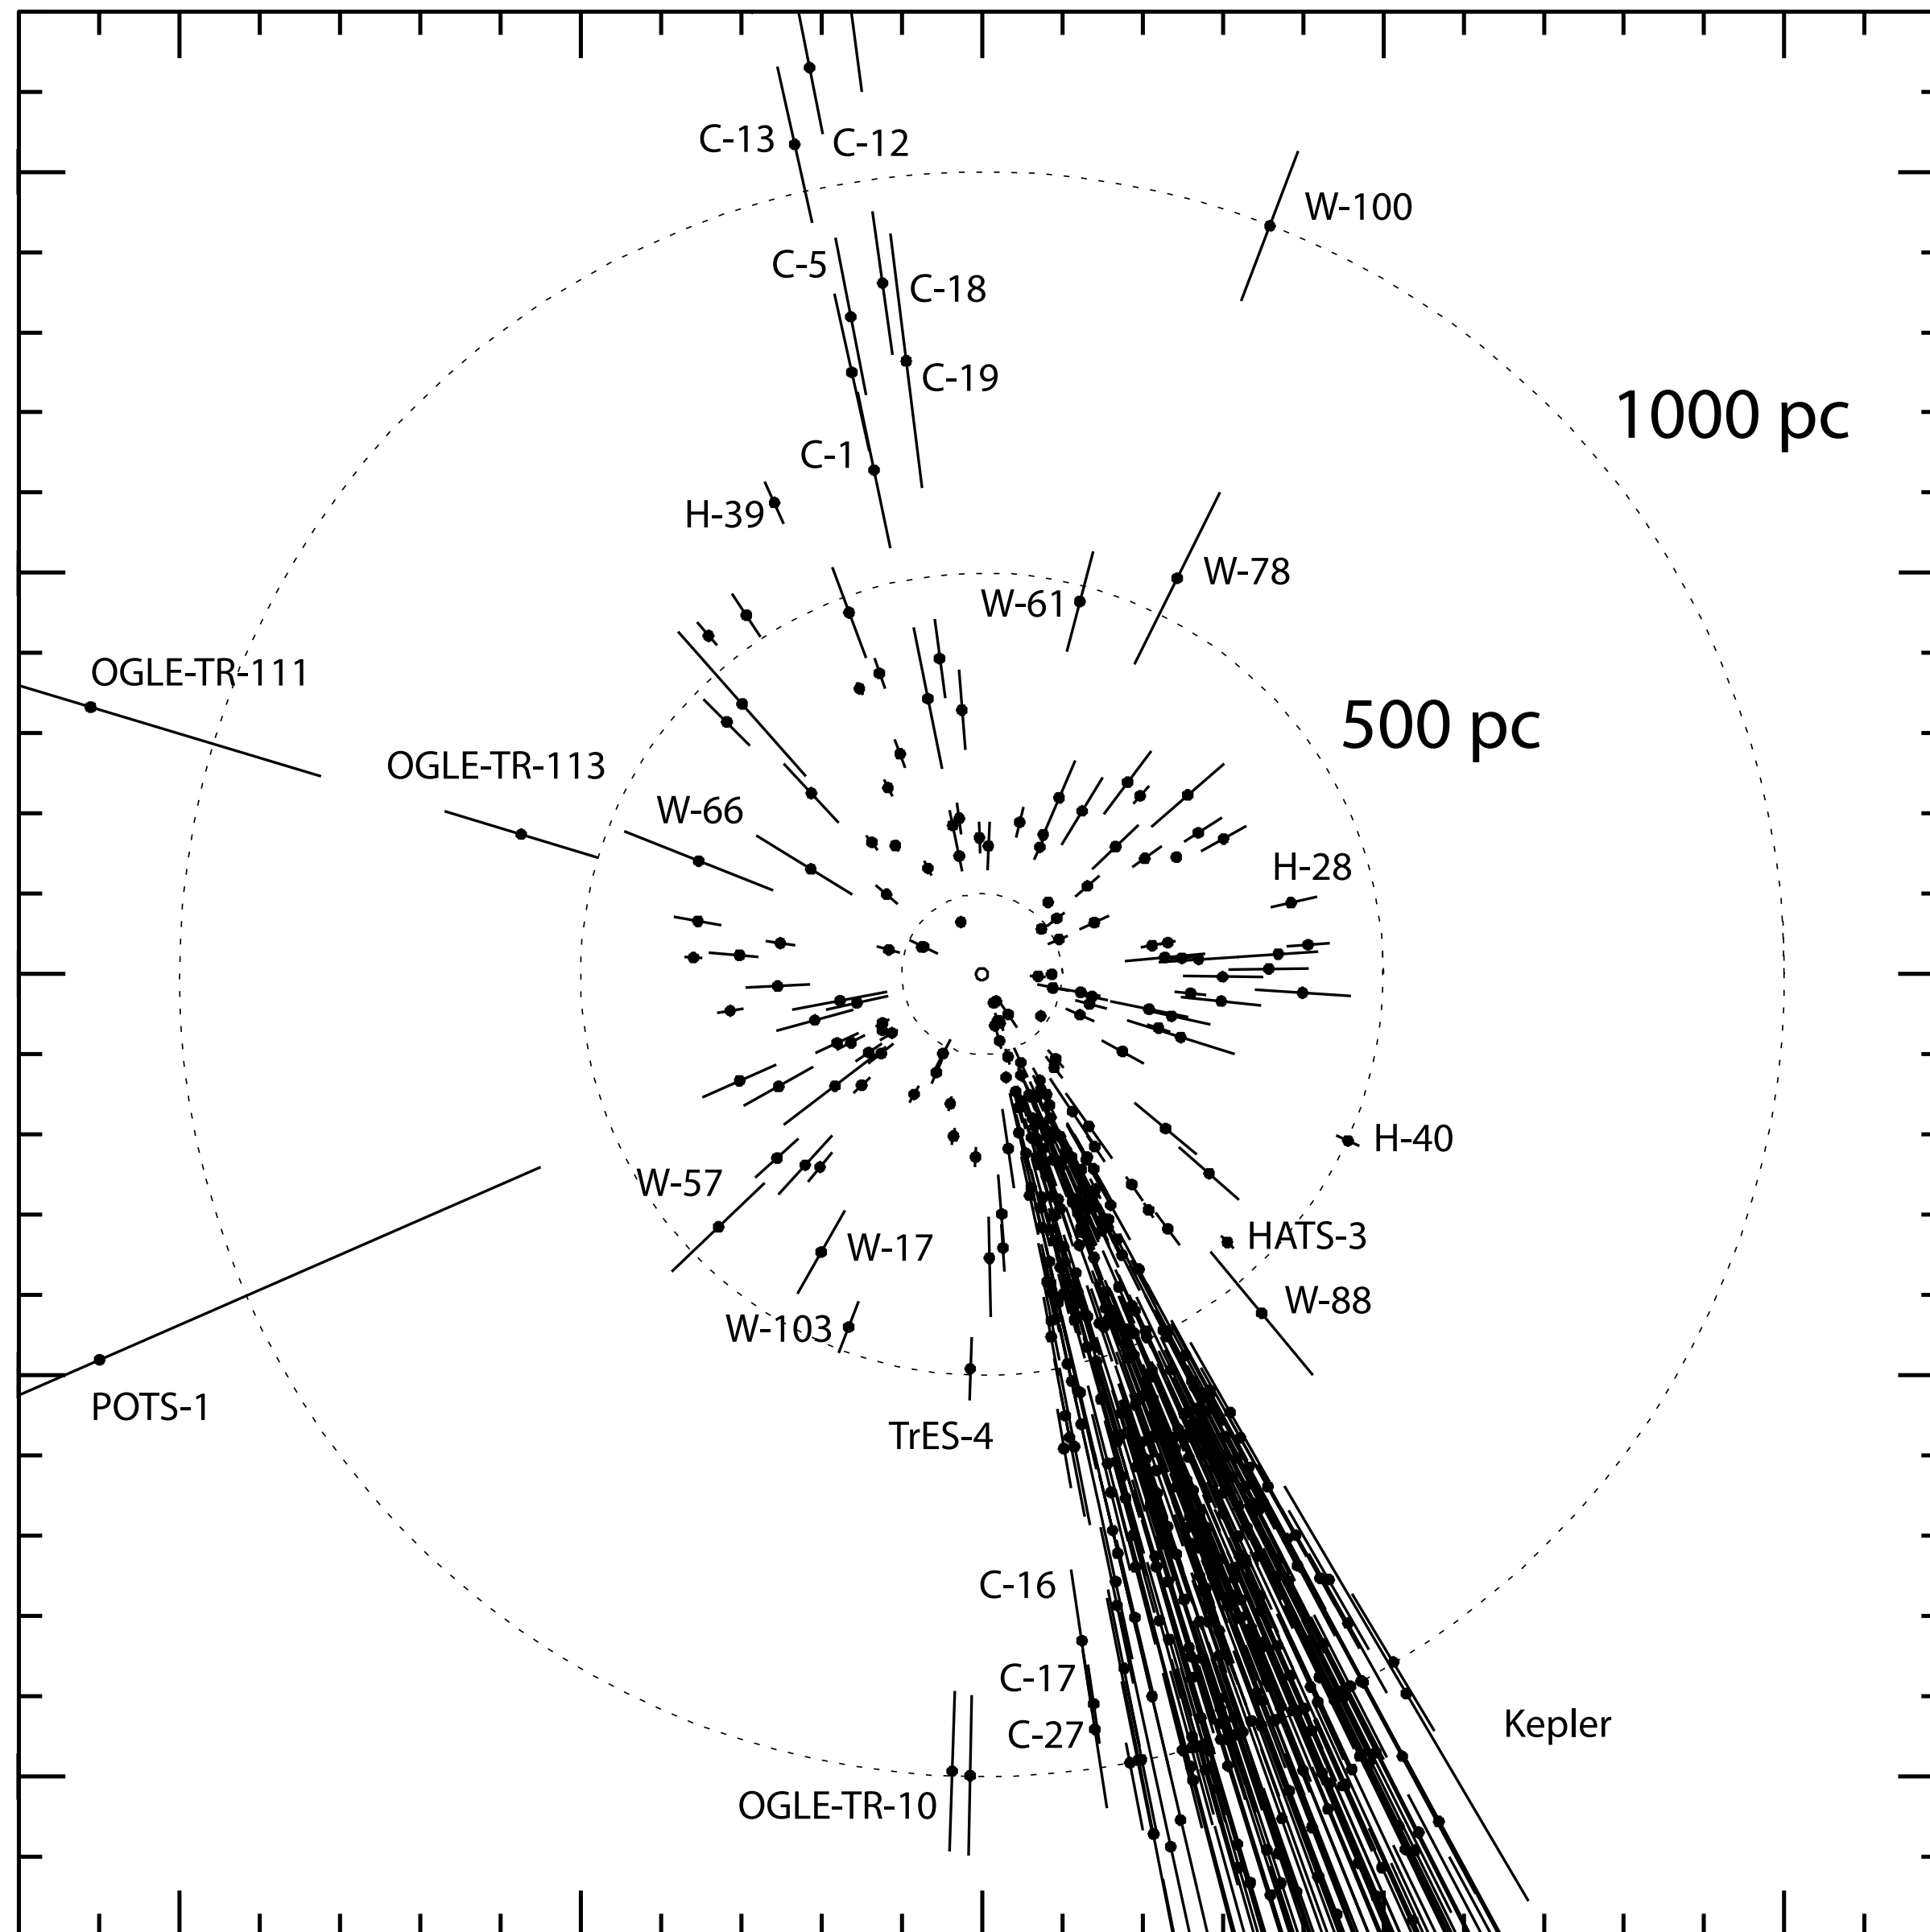 C-13
C-12
W-100
C-5
C-18
C-19
1000 pc
C-1
H-39
W-78
W-61
OGLE-TR-111
500 pc
OGLE-TR-113
W-66
H-28
H-40
W-57
HATS-3
W-17
W-88
W-103
POTS-1
TrES-4
C-16
C-17
Kepler
C-27
OGLE-TR-10